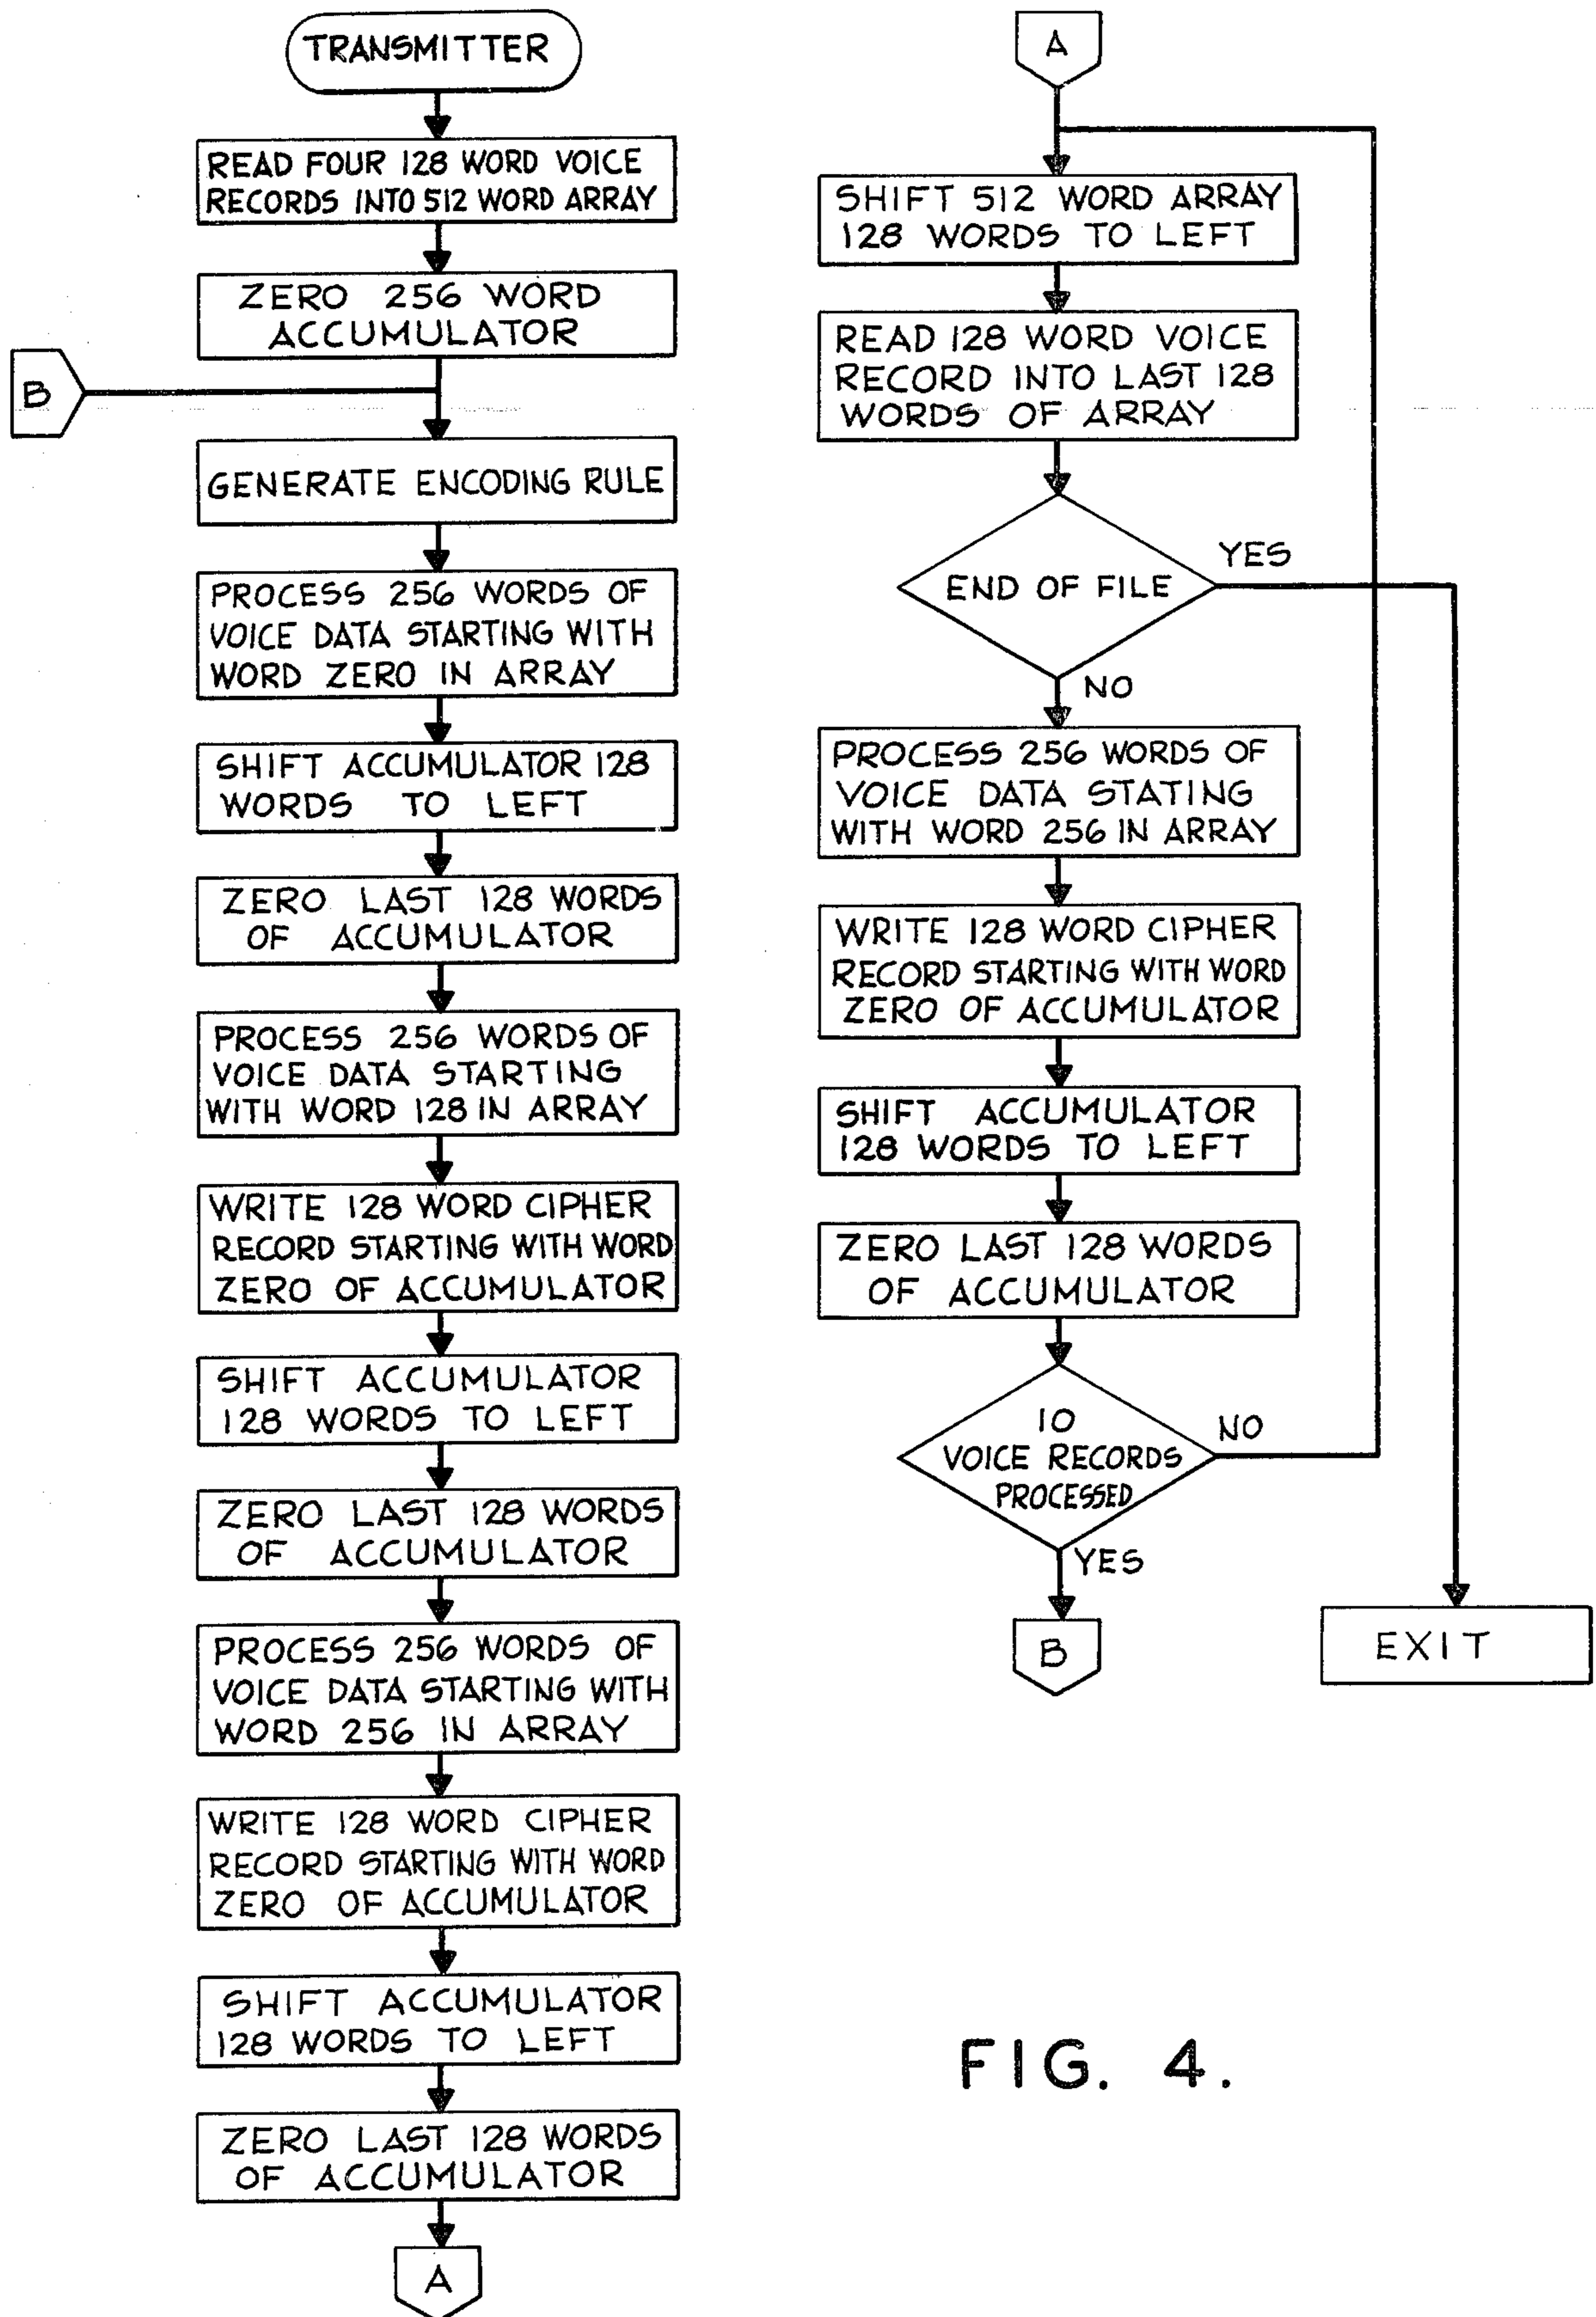 TRANSMITTER
READ FOUR 128 WORD VOICE
RECORDS INTO 512 WORD ARRAY
ZERO 256 WORD
ACCUMULATOR
B
GENERATE ENCODING RULE
PROCESS 256 WORDS OF
VOICE DATA STARTING WITH
WORD ZERO IN ARRAY
SHIFT ACCUMULATOR 128
WORDS TO LEFT
ZERO LAST 128 WORDS
OF ACCUMULATOR
PROCESS 256 WORDS OF
VOICE DATA STARTING
WITH WORD 128 IN ARRAY
WRITE 128 WORD CIPHER
RECORD STARTING WITH WORD
ZERO OF ACCUMULATOR
SHIFT ACCUMULATOR
128 WORDS TO LEFT
ZERO LAST 128 WORDS
OF ACCUMULATOR
PROCESS 256 WORDS OF
VOICE DATA STARTING WITH
WORD 256 IN ARRAY
WRITE 128 WORD CIPHER
RECORD STARTING WITH WORD
ZERO OF ACCUMULATOR
SHIFT ACCUMULATOR
128 WORDS TO LEFT
ZERO LAST 128 WORDS
OF ACCUMULATOR
A
A
SHIFT 512 WORD ARRAY
128 WORDS TO LEFT
READ 128 WORD VOICE
RECORD INTO LAST 128
WORDS OF ARRAY
END OF FILE
YES
NO
PROCESS 256 WORDS OF
VOICE DATA STATING
WITH WORD 256 IN ARRAY
WRITE 128 WORD CIPHER
RECORD STARTING WITH WORD
ZERO OF ACCUMULATOR
SHIFT ACCUMULATOR
128 WORDS TO LEFT
ZERO LAST 128 WORDS
OF ACCUMULATOR
10
VOICE RECORDS
PROCESSED
NO
YES
B
EXIT
FIG. 4.